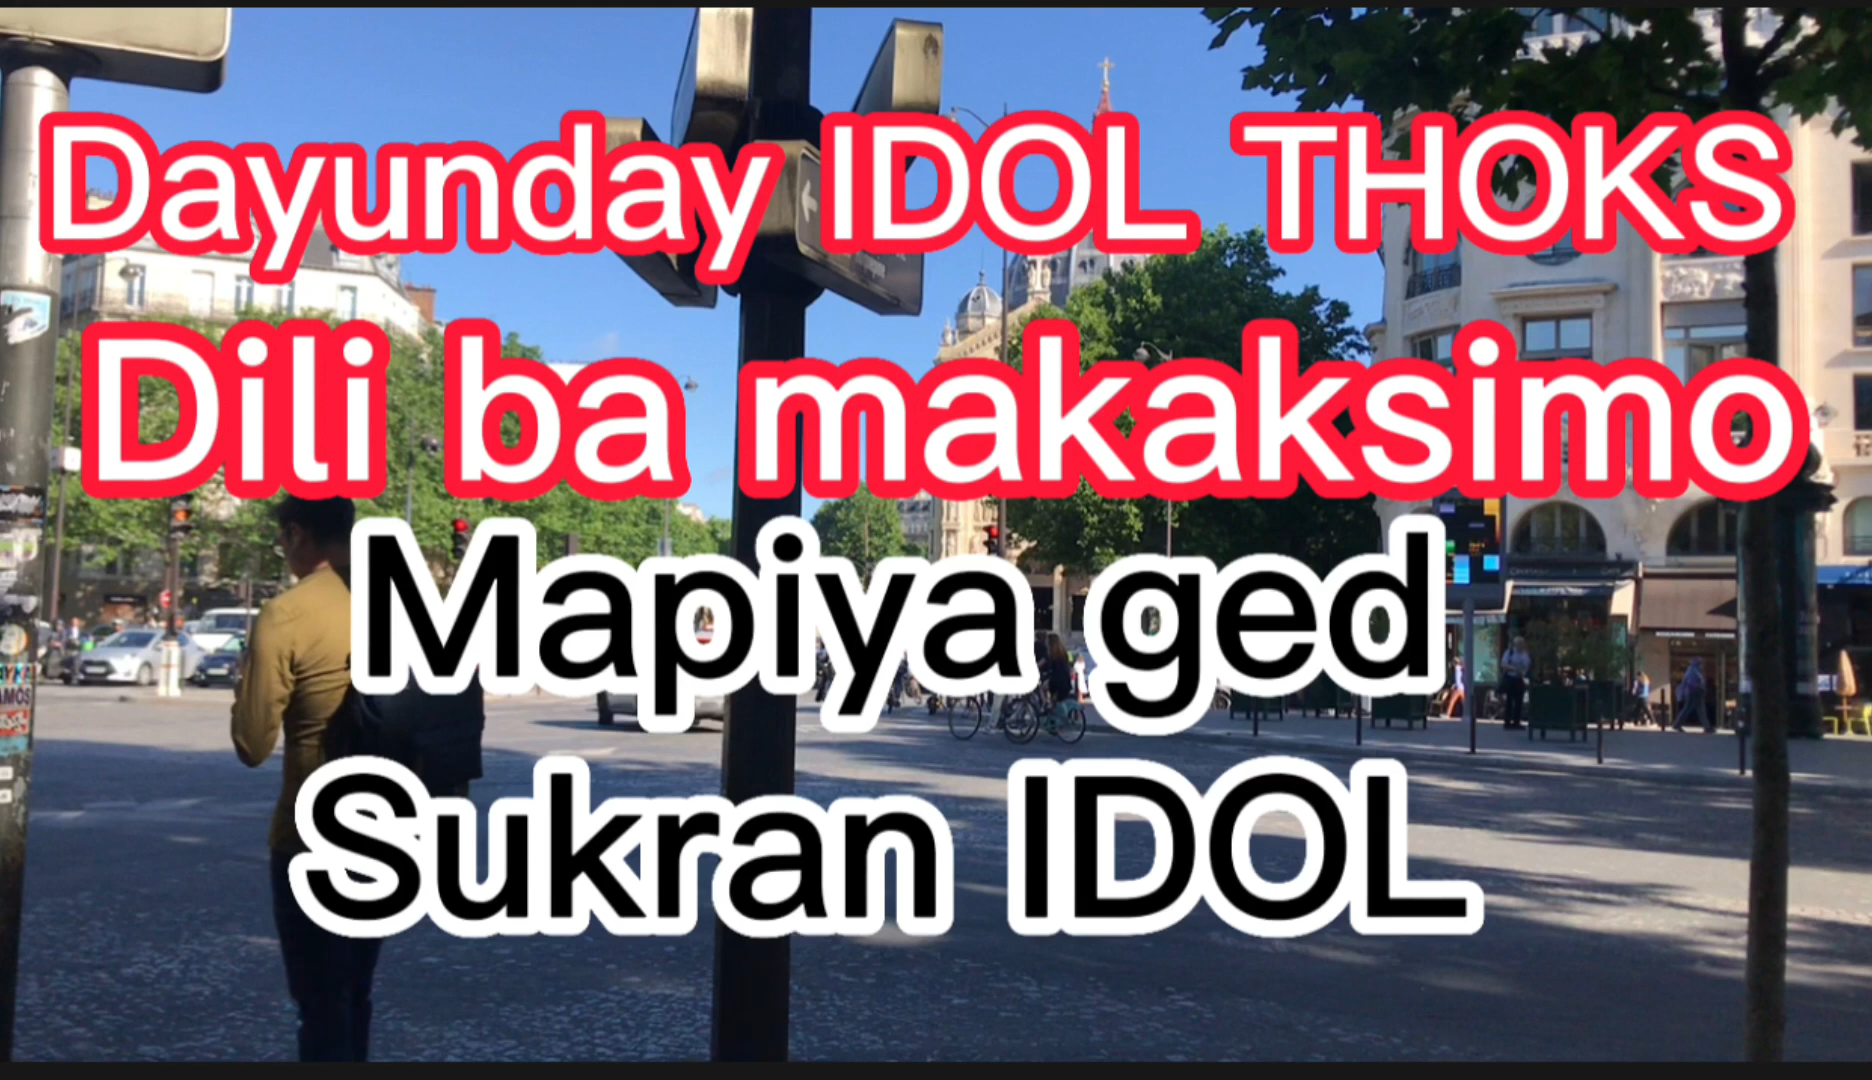 Dayunday IDOL THOKS
Dili ba makaksimo
Mapiya ged
Sukran IDOL